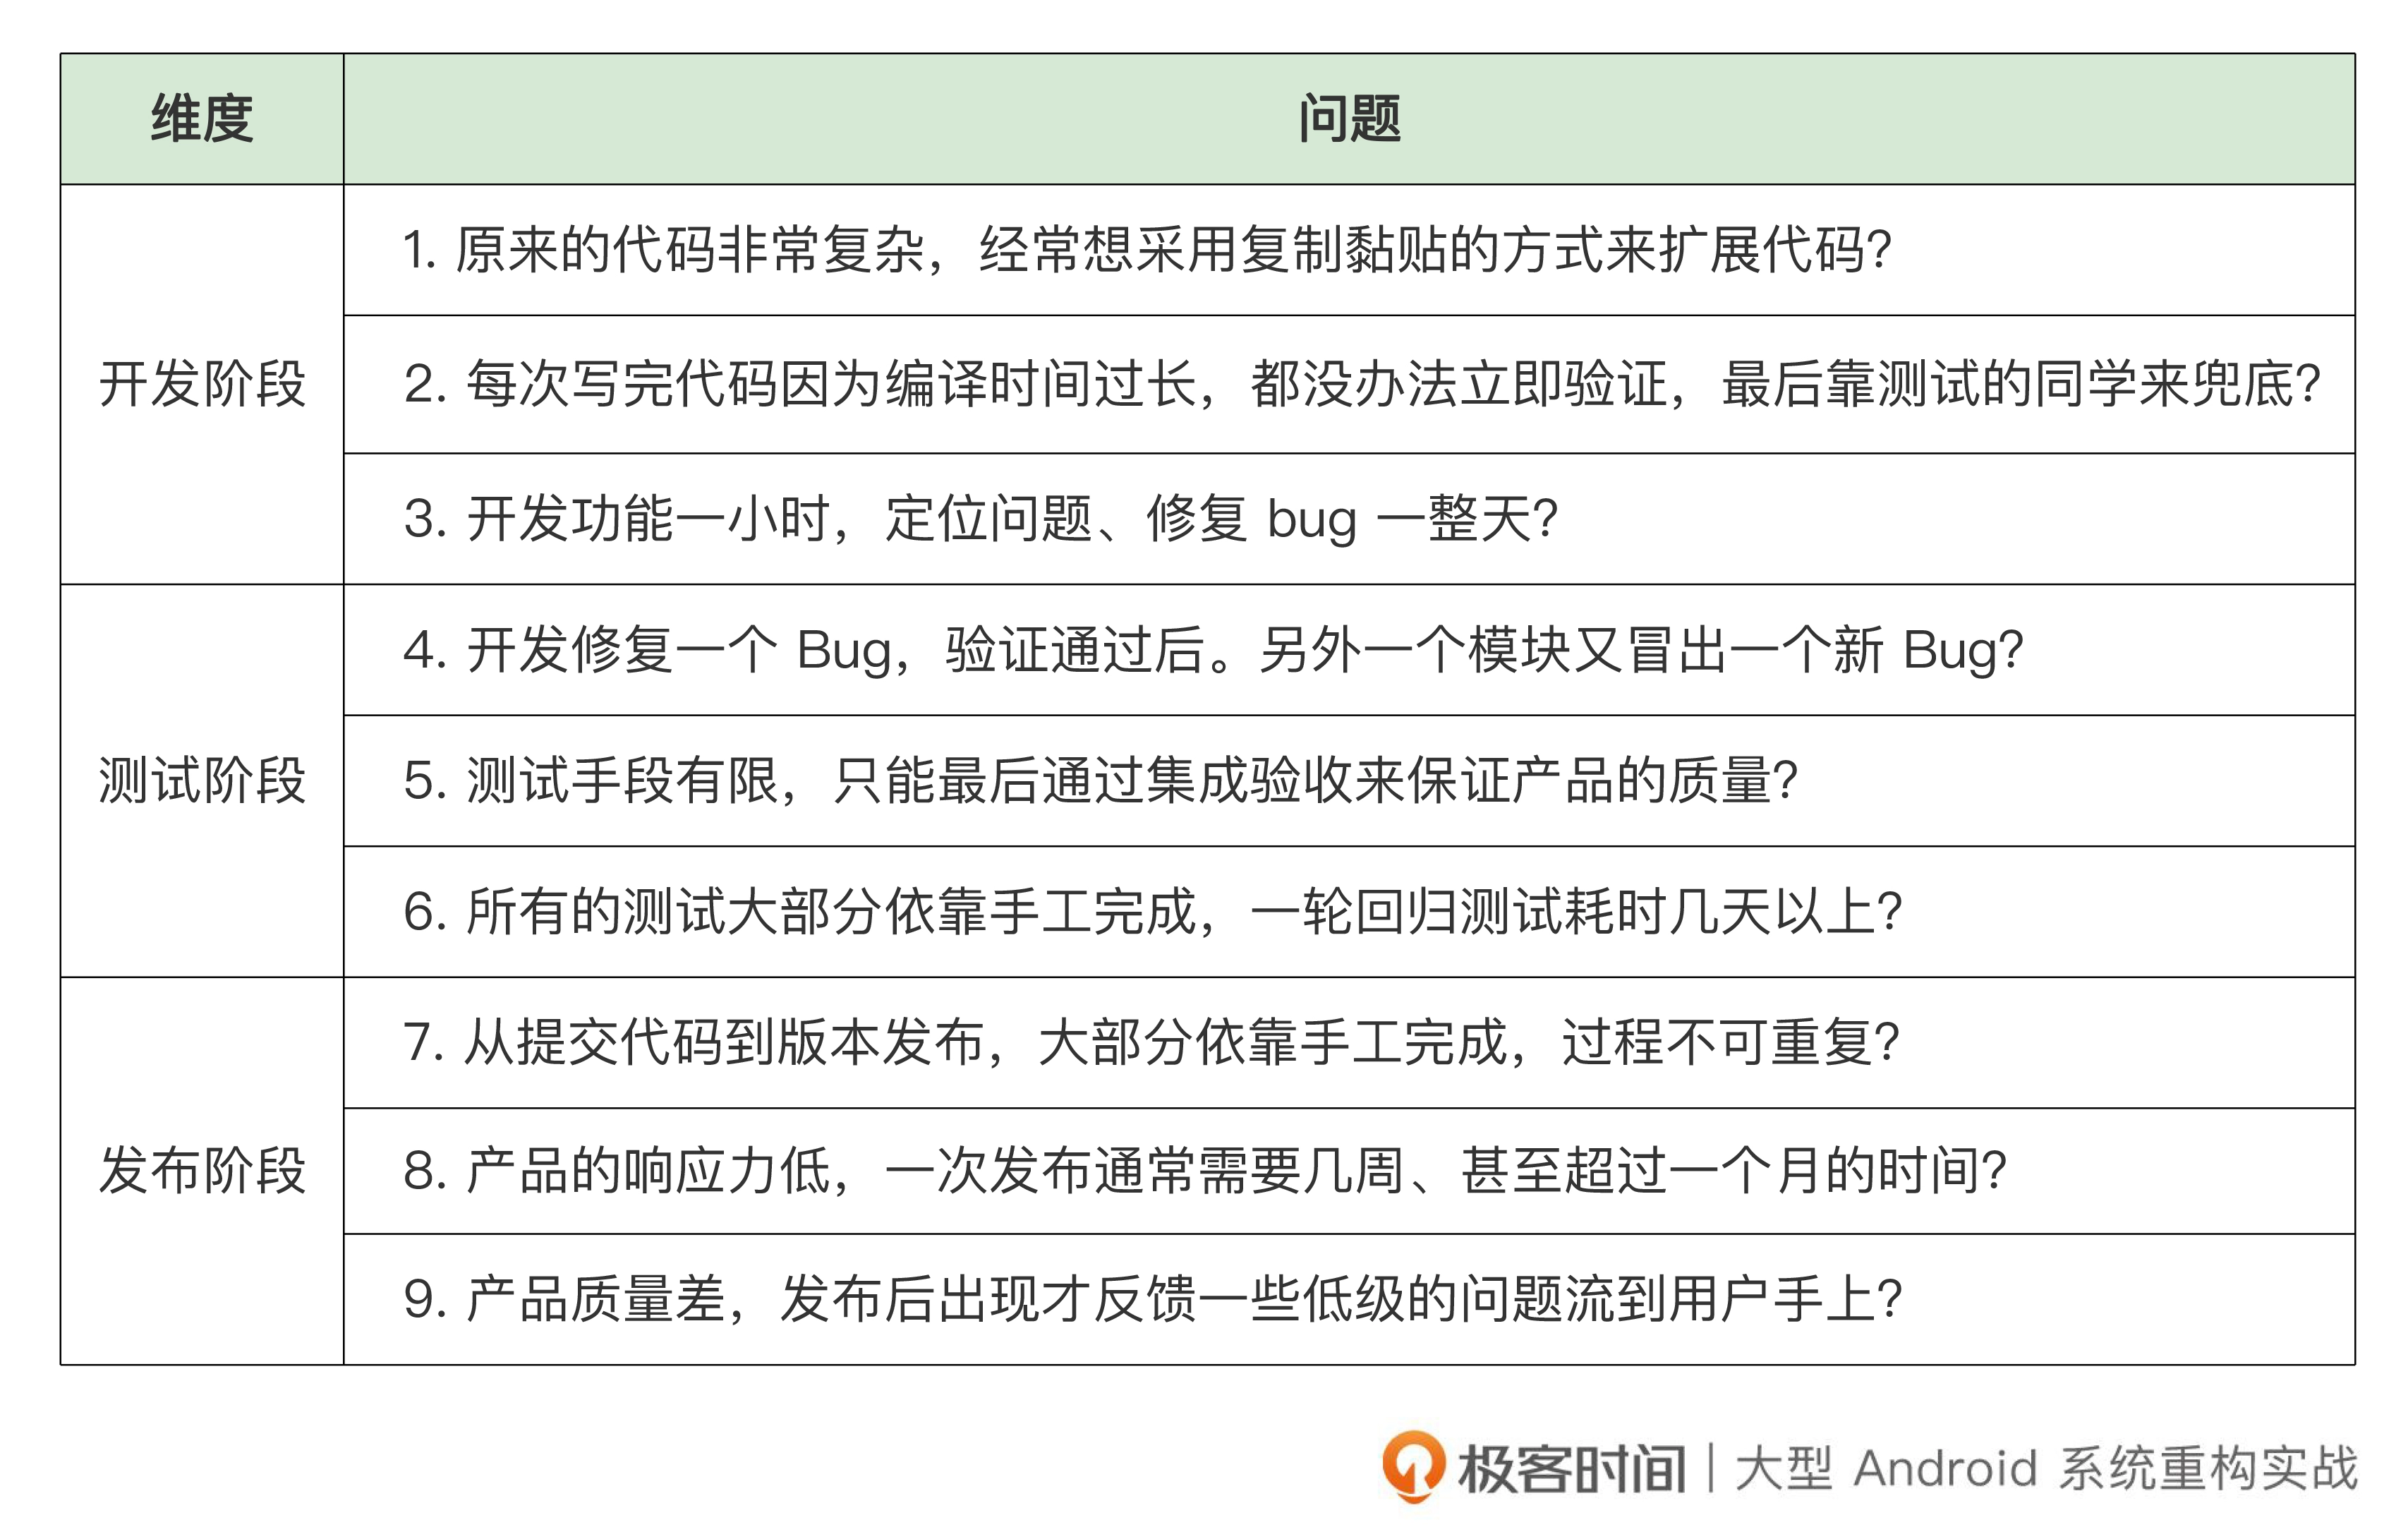 维度
问题
开发阶段
1. 原来的代码非常复杂，经常想采用复制黏贴的方式来扩展代码？
2. 每次写完代码因为编译时间过长，都没办法立即验证，最后靠测试的同学来兜底？
3. 开发功能一小时，定位问题、修复 bug 一整天？
测试阶段
4. 开发修复一个 Bug，验证通过后。另外一个模块又冒出一个新 Bug？
5. 测试手段有限，只能最后通过集成验收来保证产品的质量？
6. 所有的测试大部分依靠手工完成，一轮回归测试耗时几天以上？
发布阶段
7. 从提交代码到版本发布，大部分依靠手工完成，过程不可重复？
8. 产品的响应力低，一次发布通常需要几周、甚至超过一个月的时间？
9. 产品质量差，发布后出现才反馈一些低级的问题流到用户手上？
极客时间 | 大型 Android 系统重构实战